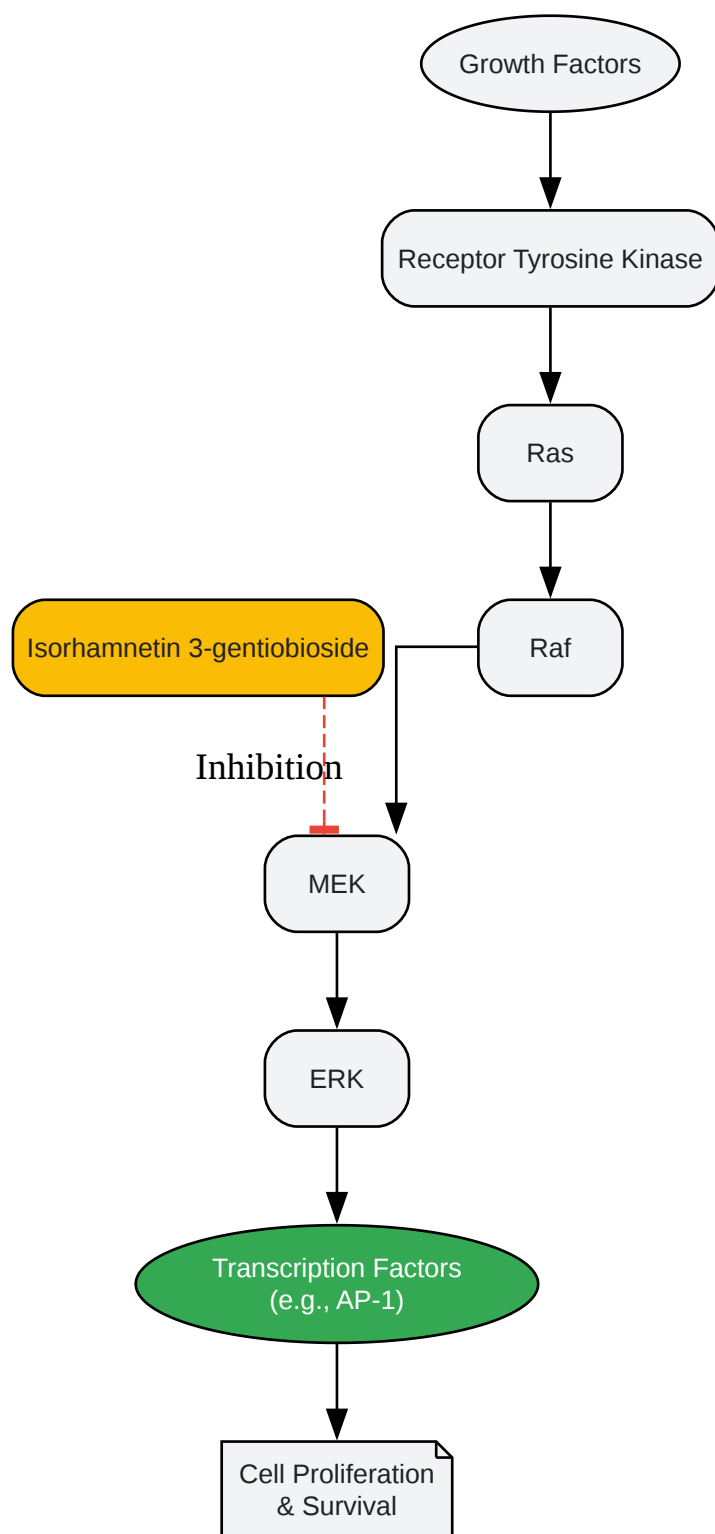 Growth Factors
Receptor Tyrosine Kinase
Ras
Isorhamnetin 3-gentiobioside
Raf
Inhibition
MEK
ERK
Transcription Factors
(e.g., AP-1)
Cell Proliferation
& Survival